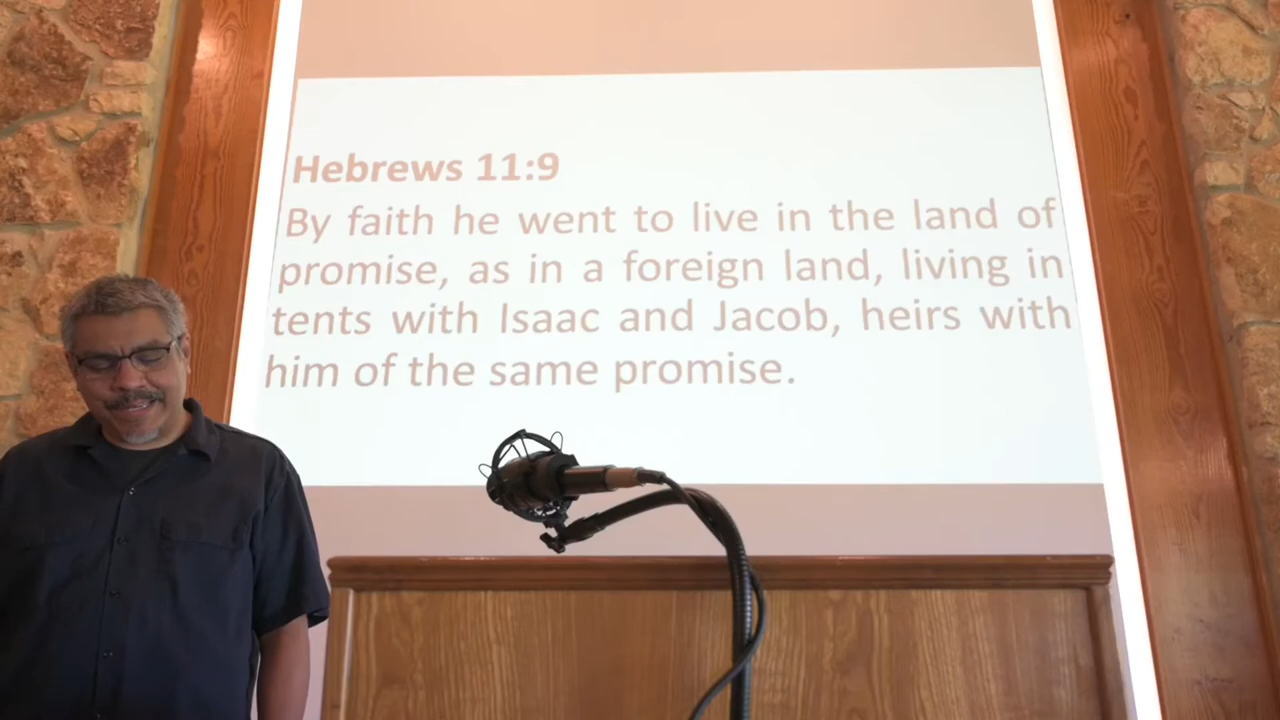 Hebrews 11:9
By faith he went to live in the land of
promise, as in a foreign land, living in
tents with Isaac and Jacob, heirs with
him of the same promise.